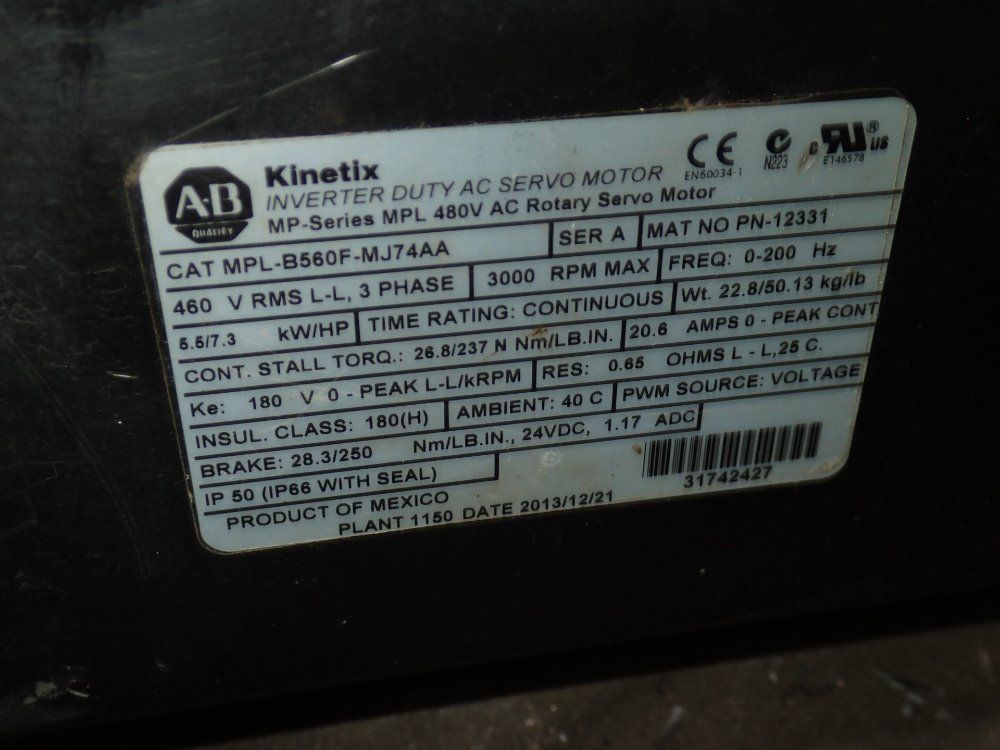 A-B
QUALITY
Kinetix
INVERTER DUTY AC SERVO MOTOR
MP-Series MPL 480V AC Rotary Servo Motor
CE
EN60034-1
N223
c RU ® US
E146578
CAT MPL-B560F-MJ74AA SER A MAT NO PN-12331
460 V RMS L-L, 3 PHASE 3000 RPM MAX FREQ: 0-200 Hz
5.5/7.3 kW/HP TIME RATING: CONTINUOUS Wt. 22.8/50.13 kg/lb
CONT. STALL TORQ.: 26.8/237 N Nm/LB.IN. 20.6 AMPS 0 - PEAK CONT
Ke: 180 V 0 - PEAK L-L/kRPM RES: 0.65 OHMS L - L,25 C.
INSUL. CLASS: 180(H) AMBIENT: 40 C PWM SOURCE: VOLTAGE
BRAKE: 28.3/250 Nm/LB.IN., 24VDC, 1.17 ADC
IP 50 (IP66 WITH SEAL)
PRODUCT OF MEXICO
PLANT 1150 DATE 2013/12/21
31742427